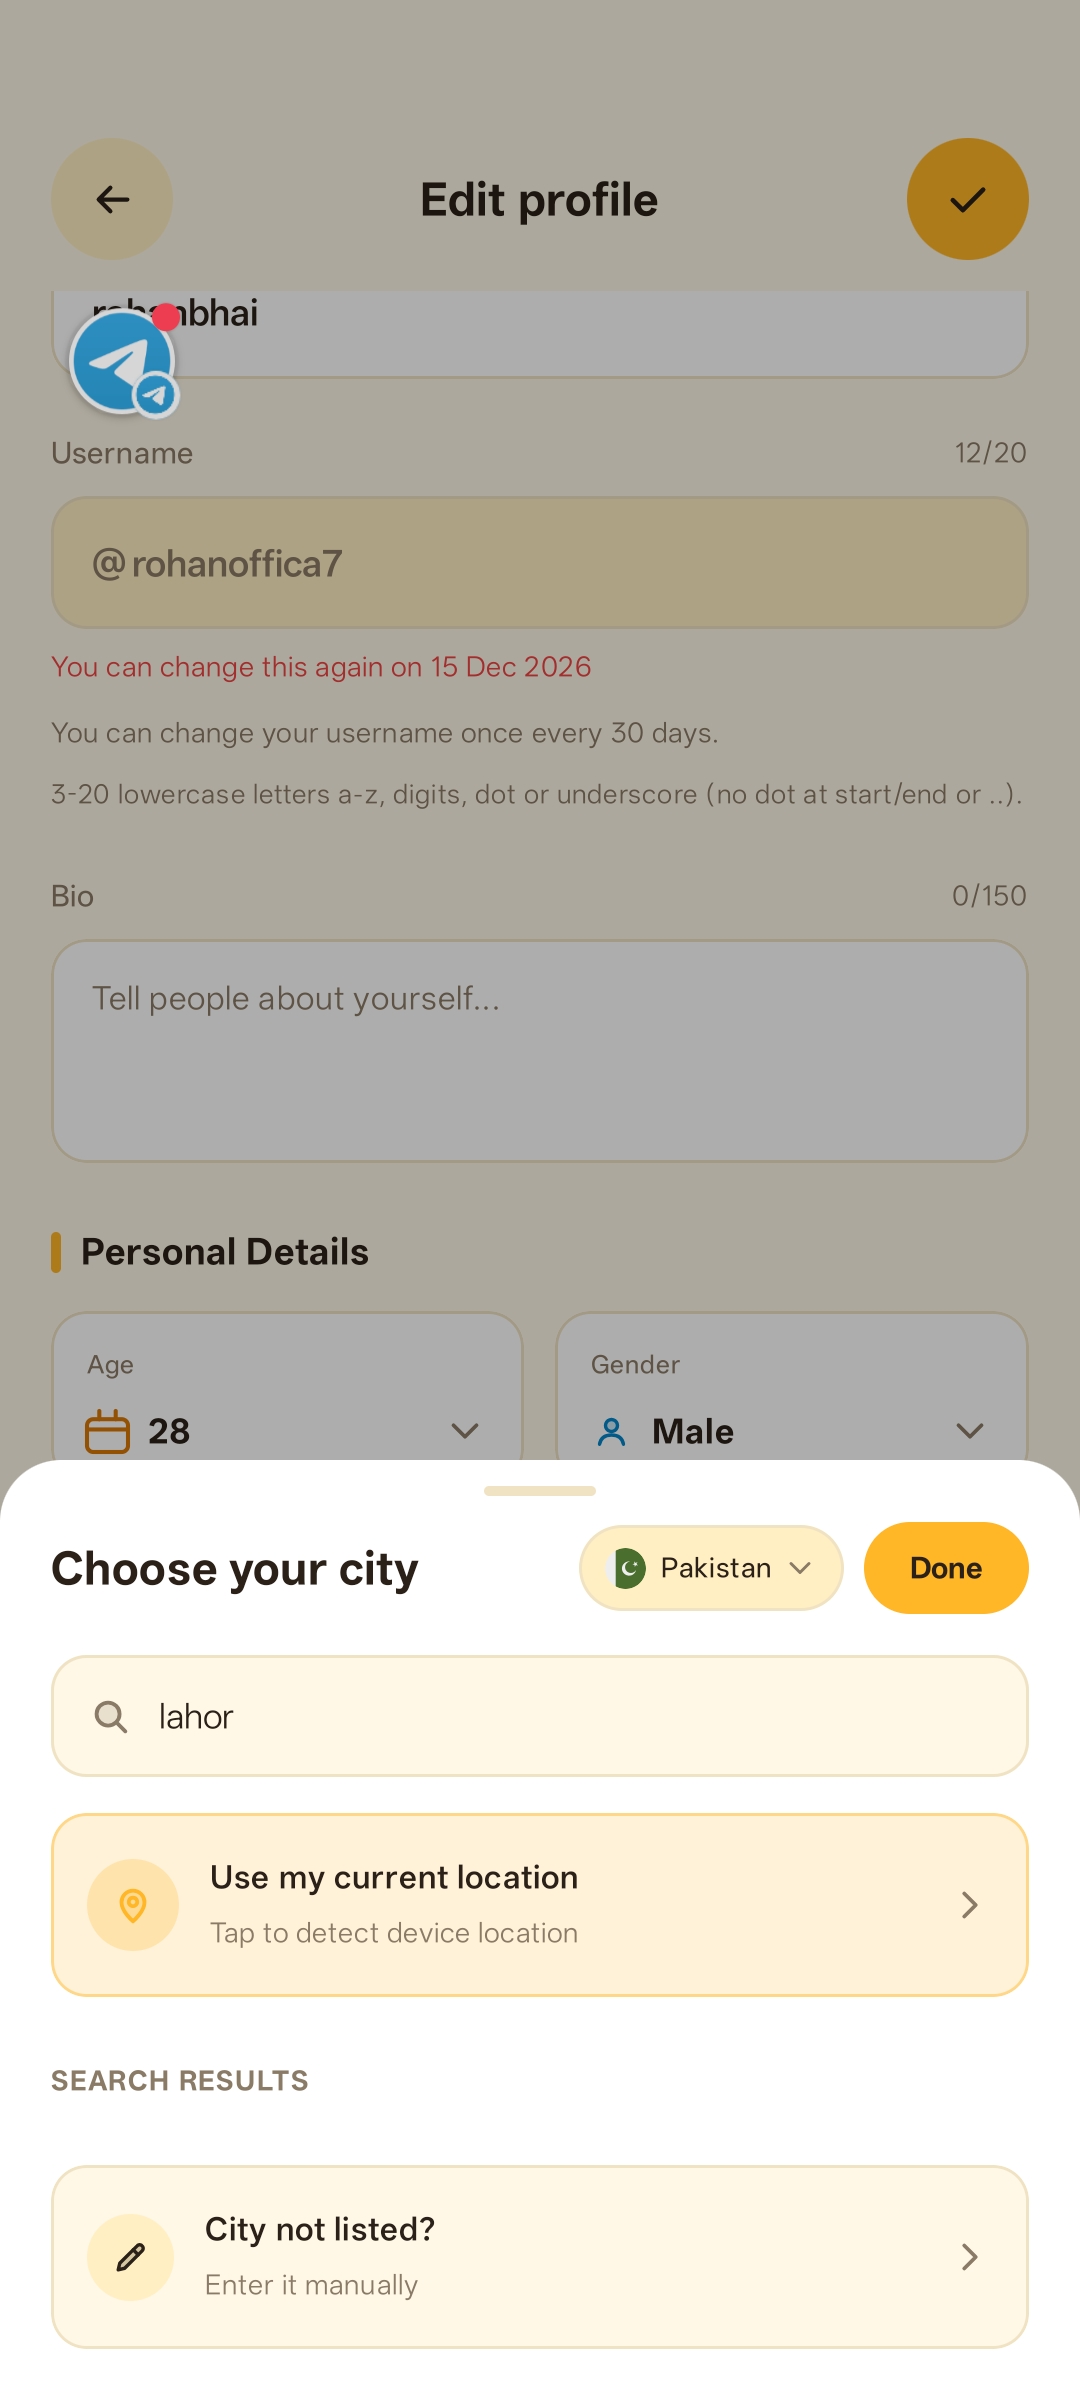 Edit profile
Username
12/20
@rohanoffica7
You can change this again on 15 Dec 2026
You can change your username once every 30 days.
3-20 lowercase letters a-z, digits, dot or underscore (no dot at start/end or ..).
Bio
0/150
Tell people about yourself...
Personal Details
Age
28
Gender
Male
Choose your city
Pakistan
Done
lahor
Use my current location
Tap to detect device location
SEARCH RESULTS
City not listed?
Enter it manually